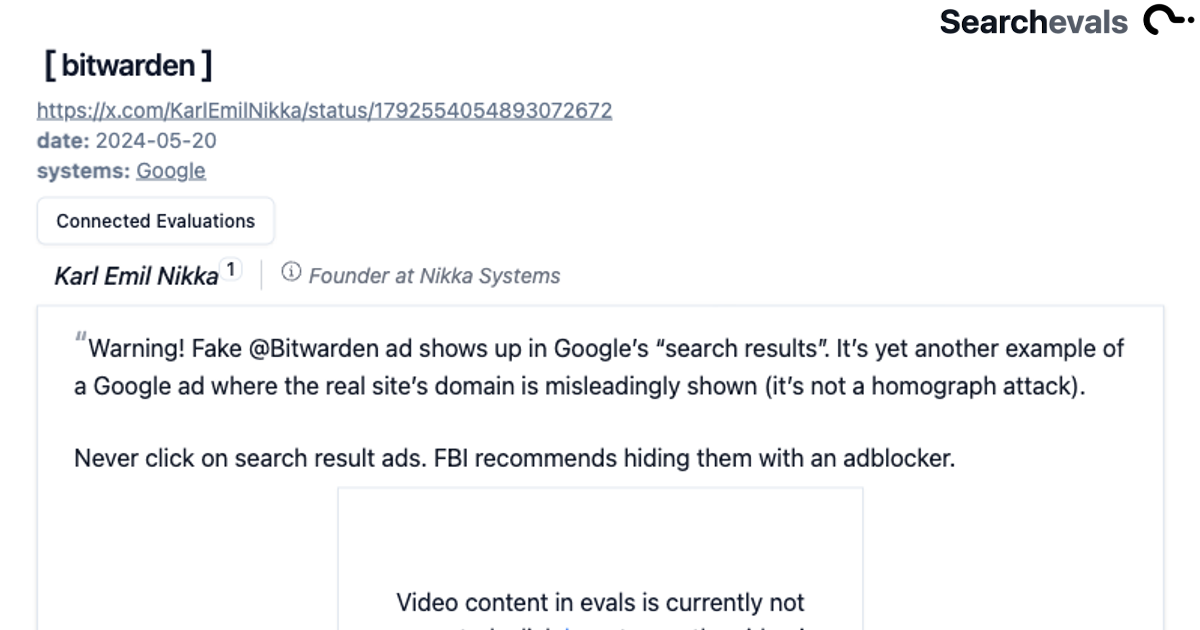 Searchevals
[ bitwarden ]
https://x.com/KarlEmilNikka/status/1792554054893072672
date: 2024-05-20
systems: Google
Connected Evaluations
Karl Emil Nikka 1 Founder at Nikka Systems
"Warning! Fake @Bitwarden ad shows up in Google’s “search results”. It’s yet another example of
a Google ad where the real site’s domain is misleadingly shown (it’s not a homograph attack).
Never click on search result ads. FBI recommends hiding them with an adblocker.
Video content in evals is currently not